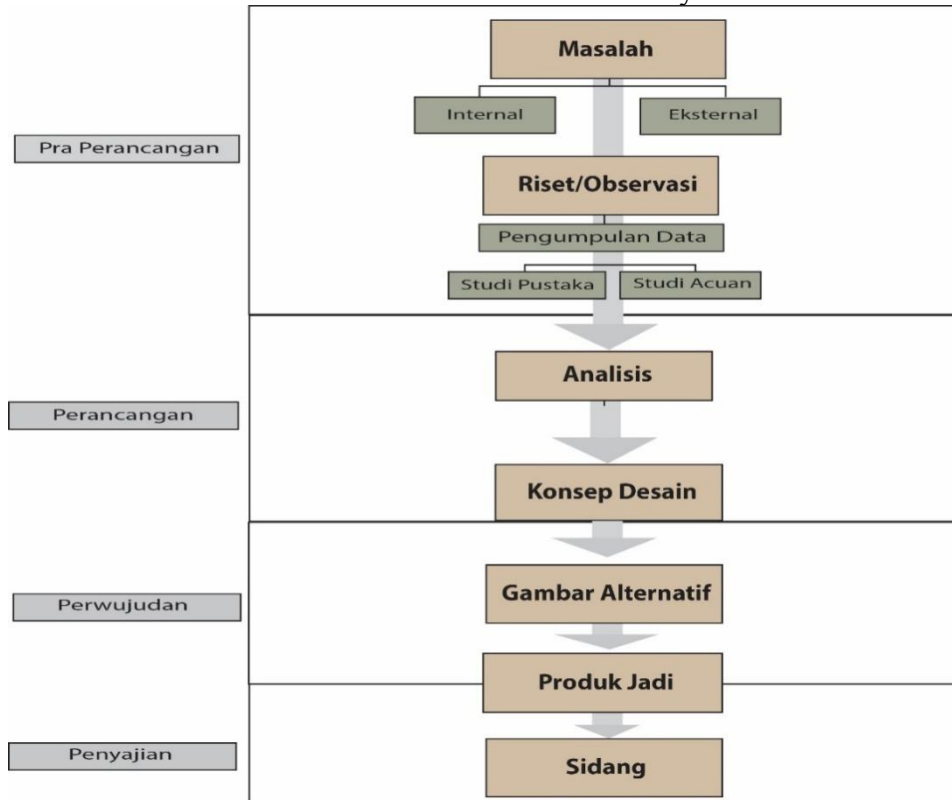 Masalah
Internal
Eksternal
Pra Perancangan
Riset/Observasi
Pengumpulan Data
Studi Pustaka
Studi Acuan
Analisis
Perancangan
Konsep Desain
Gambar Alternatif
Perwujudan
Produk Jadi
Penyajian
Sidang